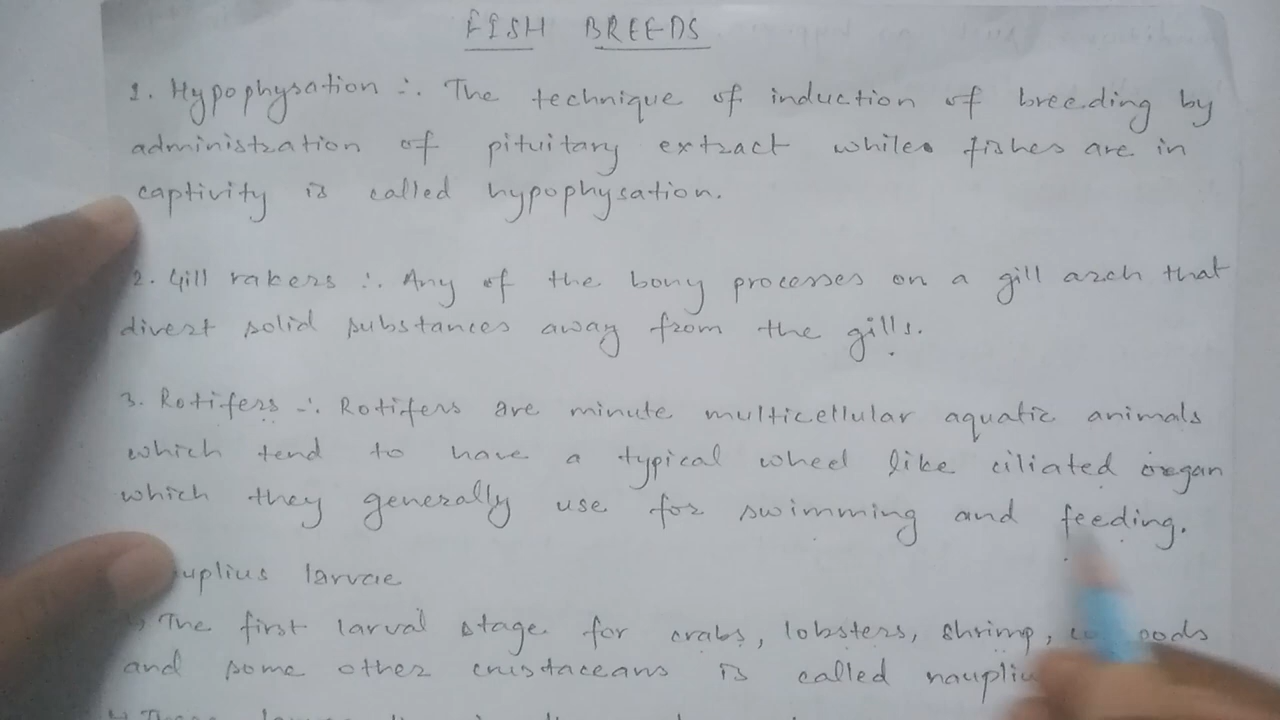 FISH BREEDS
1. Hypophysation ∴ The technique of induction of breeding by
administration of pituitary extract while fishes are in
captivity is called hypophysation.
2. Gill rakers ∴ Any of the bony processes on a gill arch that
divert solid substances away from the gills.
3. Rotifers ∴ Rotifers are minute multicellular aquatic animals
which tend to have a typical wheel like ciliated organ
which they generally use for swimming and feeding.
uplius larvae
The first larval stage for crabs, lobsters, shrimp,
and some other crustaceans is called naupliu